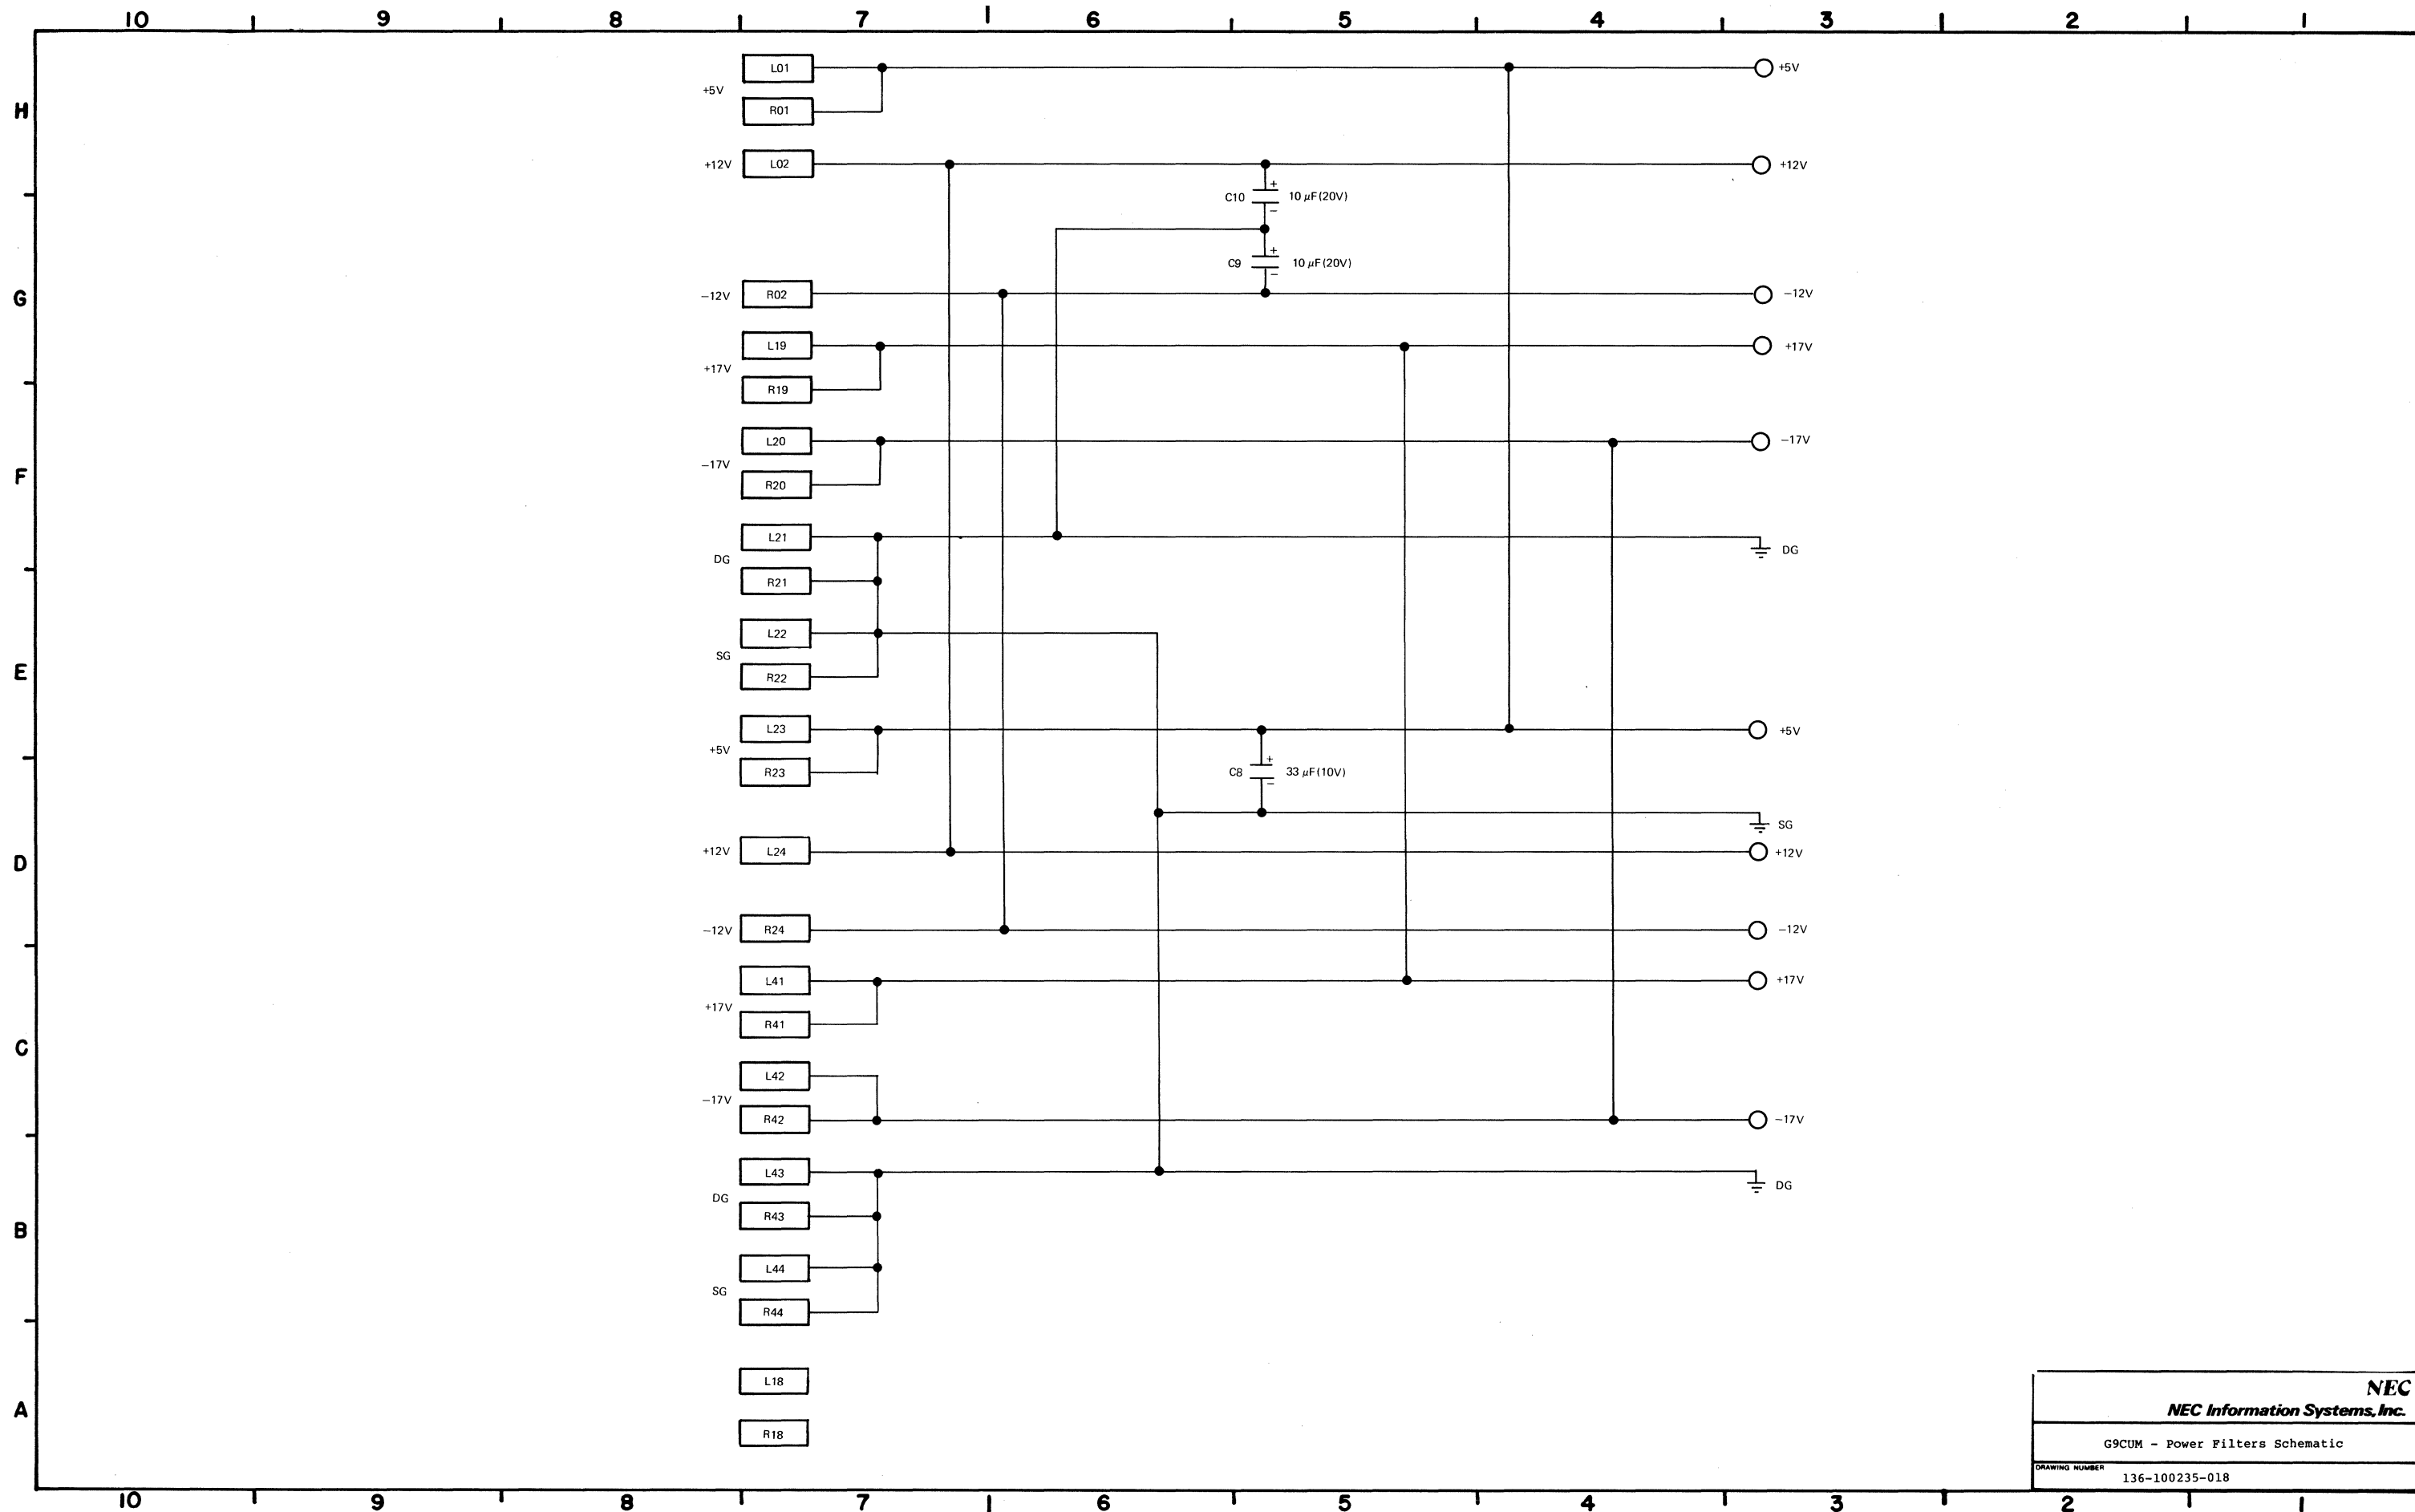 10 9 8 7 6 5 4 3 2 1
H
G
F
E
D
C
B
A
L01 +5V
+5V
R01
+12V L02 +12V
+
C10 10 µF(20V)
−
+
C9 10 µF(20V)
−
−12V R02 −12V
L19 +17V
+17V
R19
L20 −17V
−17V
R20
L21
DG DG
R21
L22
SG
R22
L23 +5V
+5V
+
R23 C8 33 µF(10V)
−
SG
+12V L24 +12V
−12V R24 −12V
L41 +17V
+17V
R41
L42
−17V
R42 −17V
L43
DG DG
R43
L44
SG
R44
L18
R18
NEC
NEC Information Systems, Inc.
G9CUM - Power Filters Schematic
DRAWING NUMBER
136-100235-018
10 9 8 7 6 5 4 3 2 1